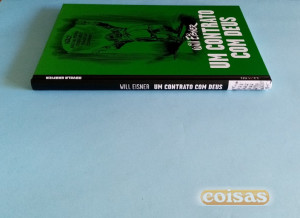 Will Eisner
UM CONTRATO
COM DEUS
WILL EISNER UM CONTRATO COM DEUS
coisas